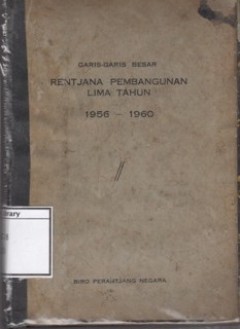 GARIS-GARIS BESAR
RENTJANA PEMBANGUNAN
LIMA TAHUN
1956 - 1960
BIRO PERANTJANG NEGARA